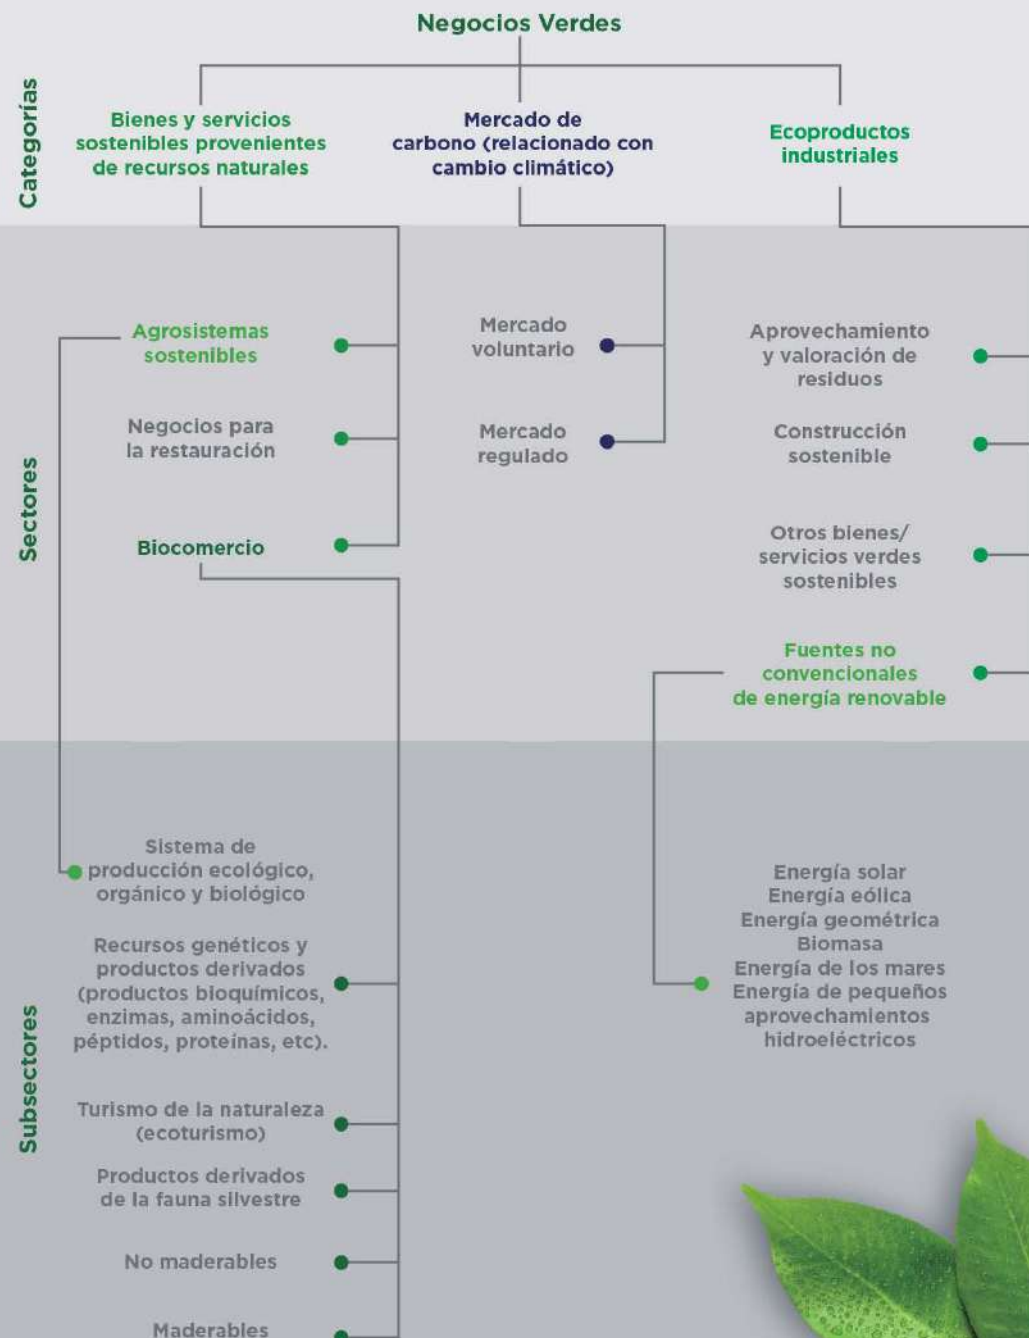 Negocios Verdes
Categorías
Bienes y servicios
sostenibles provenientes
de recursos naturales
Mercado de
carbono (relacionado con
cambio climático)
Ecoproductos
industriales
Sectores
Agrosistemas
sostenibles
Negocios para
la restauración
Biocomercio
Mercado
voluntario
Mercado
regulado
Aprovechamiento
y valoración de
residuos
Construcción
sostenible
Otros bienes/
servicios verdes
sostenibles
Fuentes no
convencionales
de energía renovable
Subsectores
Sistema de
producción ecológico,
orgánico y biológico
Recursos genéticos y
productos derivados
(productos bioquímicos,
enzimas, aminoácidos,
péptidos, proteínas, etc).
Turismo de la naturaleza
(ecoturismo)
Productos derivados
de la fauna silvestre
No maderables
Maderables
Energía solar
Energía eólica
Energía geométrica
Biomasa
Energía de los mares
Energía de pequeños
aprovechamientos
hidroeléctricos